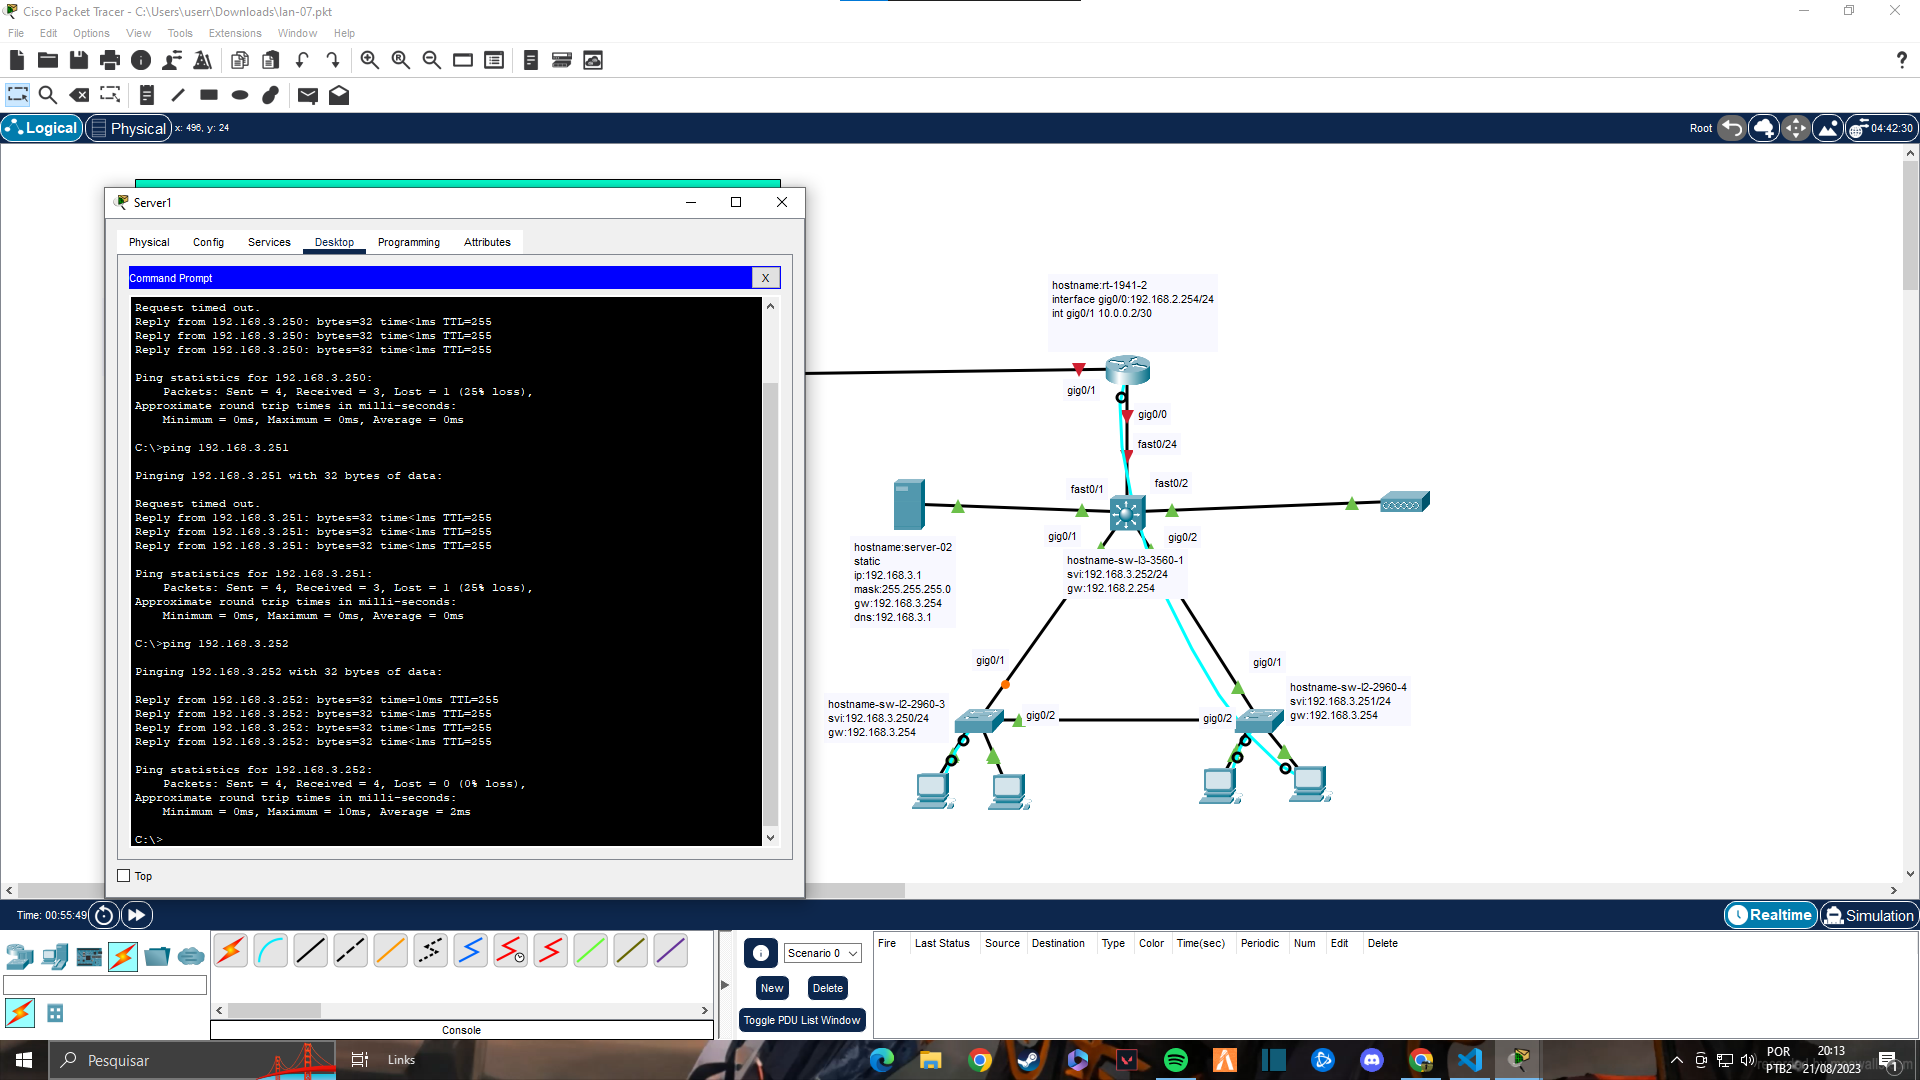 Cisco Packet Tracer - C:\Users\userr\Downloads\lan-07.pkt
File Edit Options View Tools Extensions Window Help
Logical Physical x: 496, y: 24 Root 04:42:30
Server1
Physical Config Services Desktop Programming Attributes
Command Prompt X
Request timed out.
Reply from 192.168.3.250: bytes=32 time<1ms TTL=255
Reply from 192.168.3.250: bytes=32 time<1ms TTL=255
Reply from 192.168.3.250: bytes=32 time<1ms TTL=255
Ping statistics for 192.168.3.250:
Packets: Sent = 4, Received = 3, Lost = 1 (25% loss),
Approximate round trip times in milli-seconds:
Minimum = 0ms, Maximum = 0ms, Average = 0ms
C:\>ping 192.168.3.251
Pinging 192.168.3.251 with 32 bytes of data:
Request timed out.
Reply from 192.168.3.251: bytes=32 time<1ms TTL=255
Reply from 192.168.3.251: bytes=32 time<1ms TTL=255
Reply from 192.168.3.251: bytes=32 time<1ms TTL=255
Ping statistics for 192.168.3.251:
Packets: Sent = 4, Received = 3, Lost = 1 (25% loss),
Approximate round trip times in milli-seconds:
Minimum = 0ms, Maximum = 0ms, Average = 0ms
C:\>ping 192.168.3.252
Pinging 192.168.3.252 with 32 bytes of data:
Reply from 192.168.3.252: bytes=32 time=10ms TTL=255
Reply from 192.168.3.252: bytes=32 time<1ms TTL=255
Reply from 192.168.3.252: bytes=32 time<1ms TTL=255
Reply from 192.168.3.252: bytes=32 time<1ms TTL=255
Ping statistics for 192.168.3.252:
Packets: Sent = 4, Received = 4, Lost = 0 (0% loss),
Approximate round trip times in milli-seconds:
Minimum = 0ms, Maximum = 10ms, Average = 2ms
C:\>
Top
hostname:rt-1941-2
interface gig0/0:192.168.2.254/24
int gig0/1 10.0.0.2/30
gig0/1
gig0/0
fast0/24
fast0/1
fast0/2
gig0/1
gig0/2
hostname:server-02
static
ip:192.168.3.1
mask:255.255.255.0
gw:192.168.3.254
dns:192.168.3.1
hostname-sw-l3-3560-1
svi:192.168.3.252/24
gw:192.168.2.254
gig0/1
gig0/1
hostname-sw-l2-2960-3
svi:192.168.3.250/24
gw:192.168.3.254
gig0/2
gig0/2
hostname-sw-l2-2960-4
svi:192.168.3.251/24
gw:192.168.3.254
Time: 00:55:49
Realtime Simulation
Scenario 0
New Delete
Toggle PDU List Window
Fire Last Status Source Destination Type Color Time(sec) Periodic Num Edit Delete
Console
Pesquisar
Links
POR
PTB2
20:13
21/08/2023
1